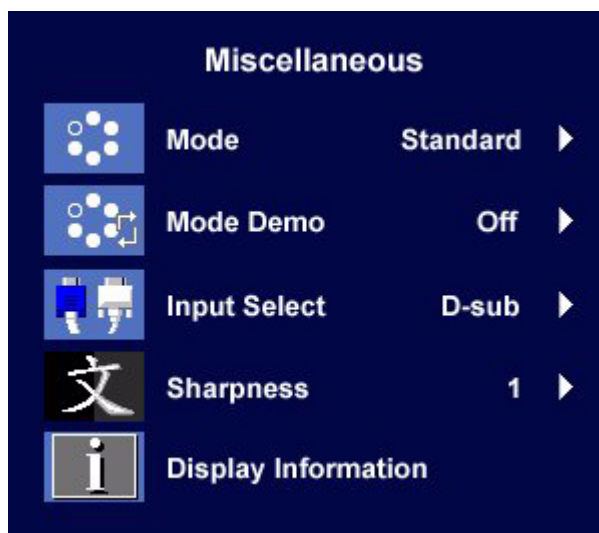 Miscellaneous
Mode Standard
Mode Demo Off
Input Select D-sub
文 Sharpness 1
i Display Information